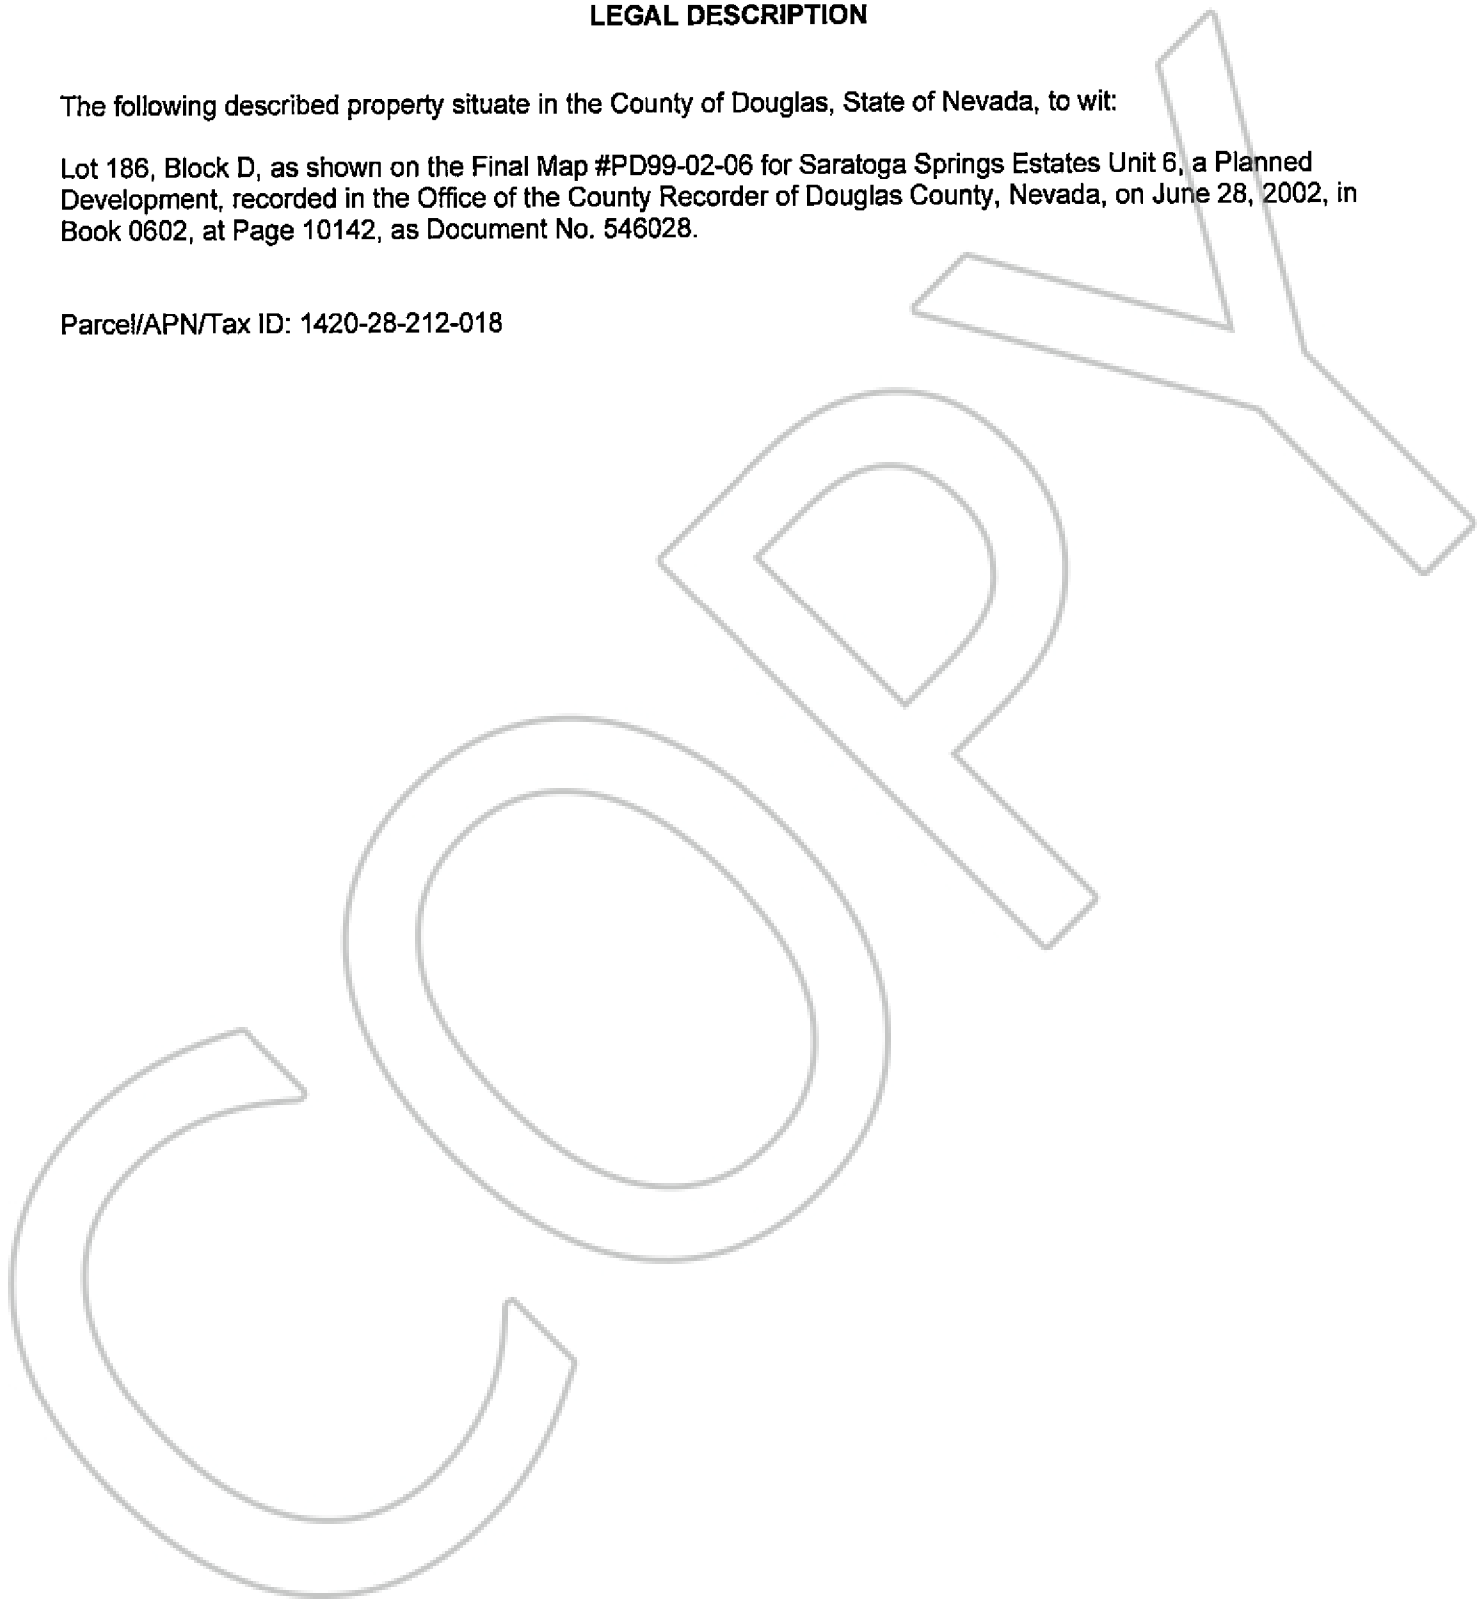 LEGAL DESCRIPTION
The following described property situate in the County of Douglas, State of Nevada, to wit:
Lot 186, Block D, as shown on the Final Map #PD99-02-06 for Saratoga Springs Estates Unit 6, a Planned
Development, recorded in the Office of the County Recorder of Douglas County, Nevada, on June 28, 2002, in
Book 0602, at Page 10142, as Document No. 546028.
Parcel/APN/Tax ID: 1420-28-212-018
COPY